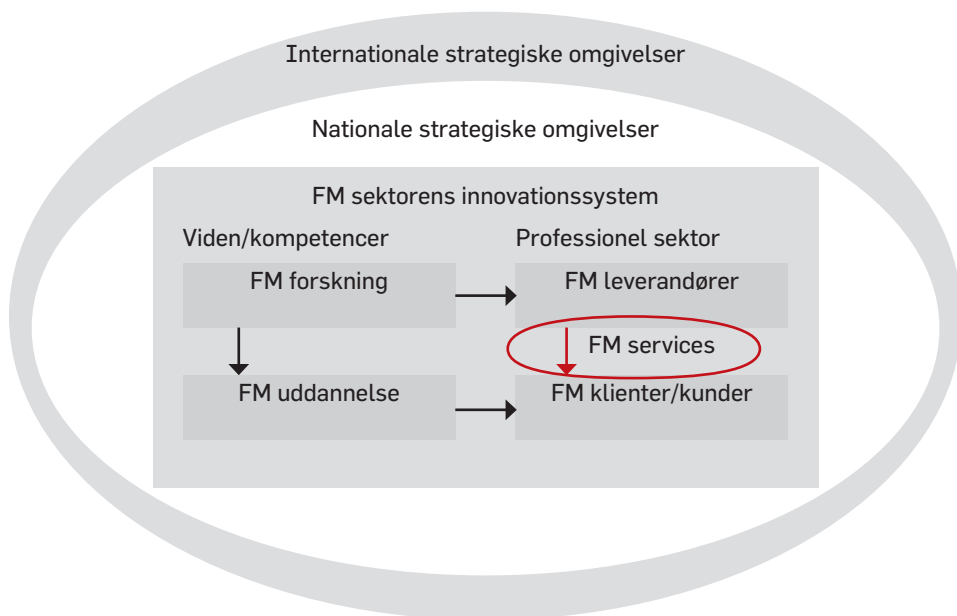 Internationale strategiske omgivelser
Nationale strategiske omgivelser
FM sektorens innovationssystem
Viden/kompetencer
Professionel sektor
FM forskning
FM leverandører
FM services
FM uddannelse
FM klienter/kunder